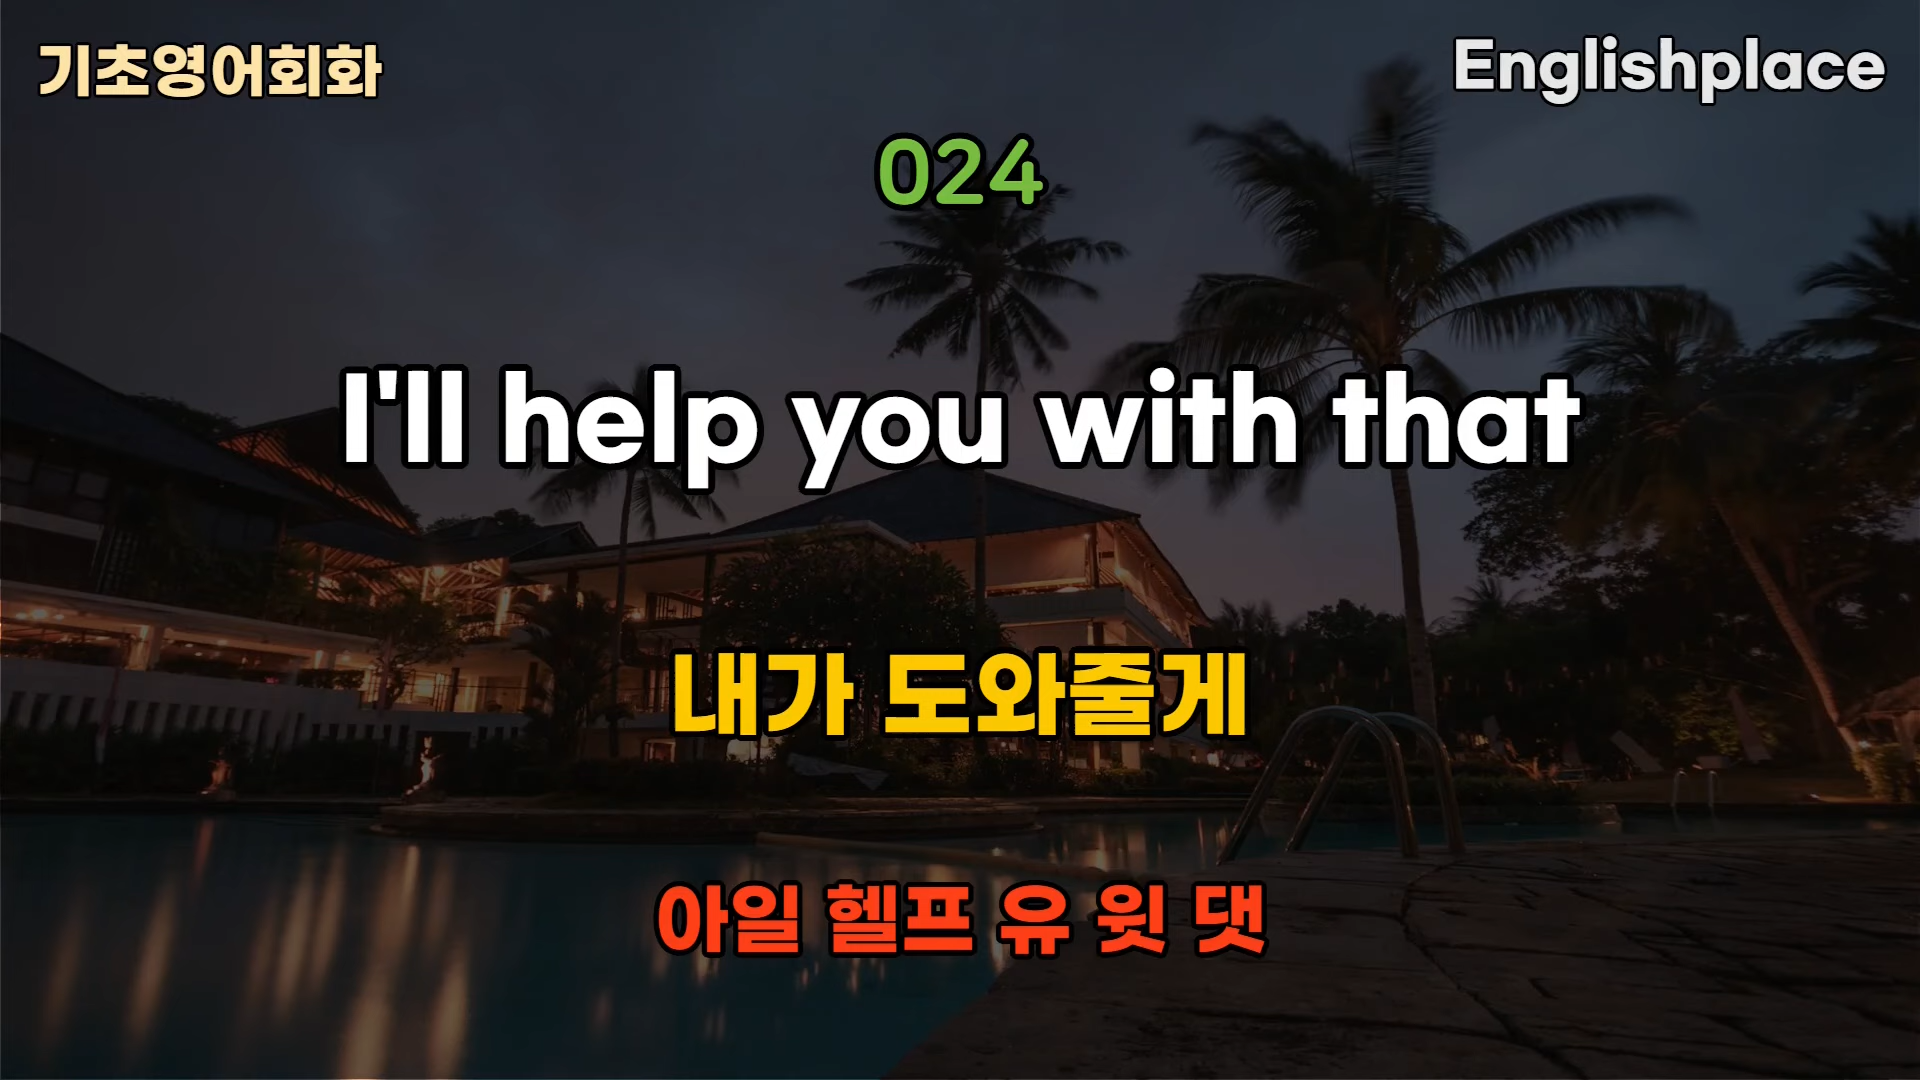 기초영어회화
Englishplace
024
I'll help you with that
내가 도와줄게
아일 헬프 유 윗 댓